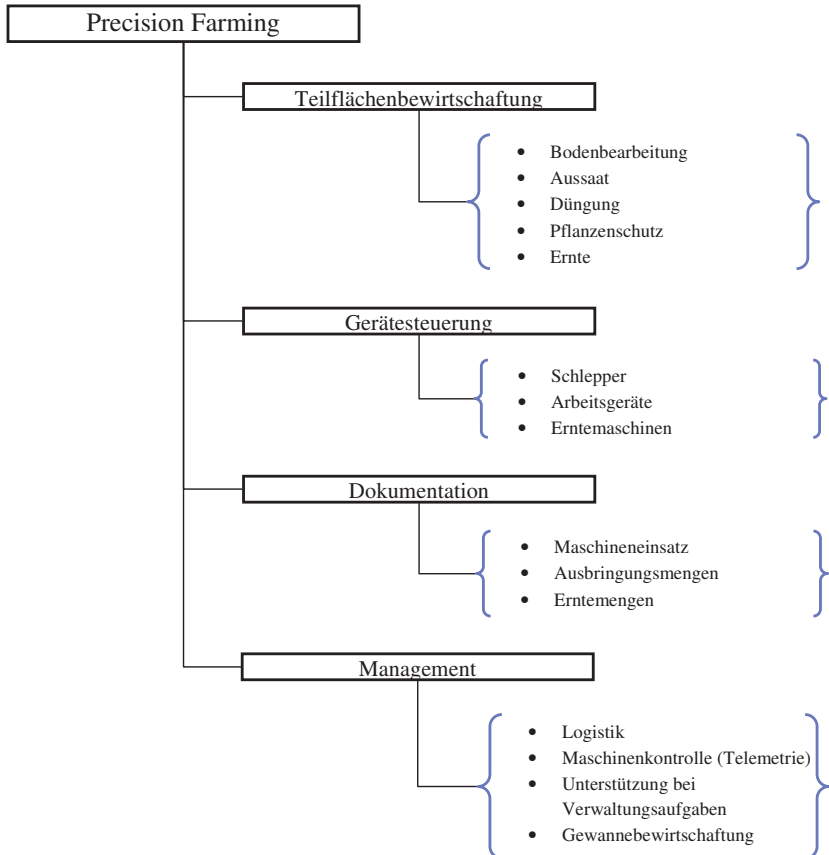 Precision Farming
Teilflächenbewirtschaftung
• Bodenbearbeitung
• Aussaat
• Düngung
• Pflanzenschutz
• Ernte
Gerätesteuerung
• Schlepper
• Arbeitsgeräte
• Erntemaschinen
Dokumentation
• Maschineneinsatz
• Ausbringungsmengen
• Erntemengen
Management
• Logistik
• Maschinenkontrolle (Telemetrie)
• Unterstützung bei
Verwaltungsaufgaben
• Gewannebewirtschaftung